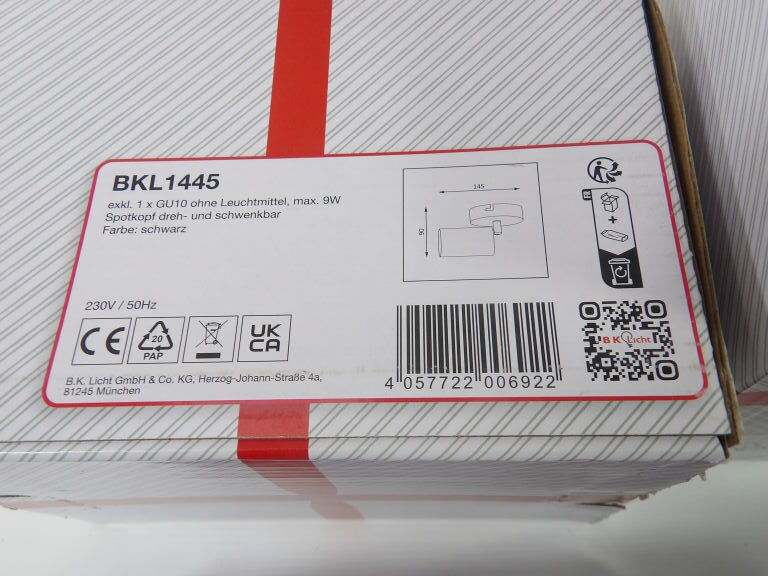 BKL1445
exkl. 1 x GU10 ohne Leuchtmittel, max. 9W
Spotkopf dreh- und schwenkbar
Farbe: schwarz
145
90
FR
+
230V / 50Hz
CE
20
PAP
UK
CA
B.K. Licht GmbH & Co. KG, Herzog-Johann-Straße 4a,
81245 München
4 057722 006922
B.K. Licht